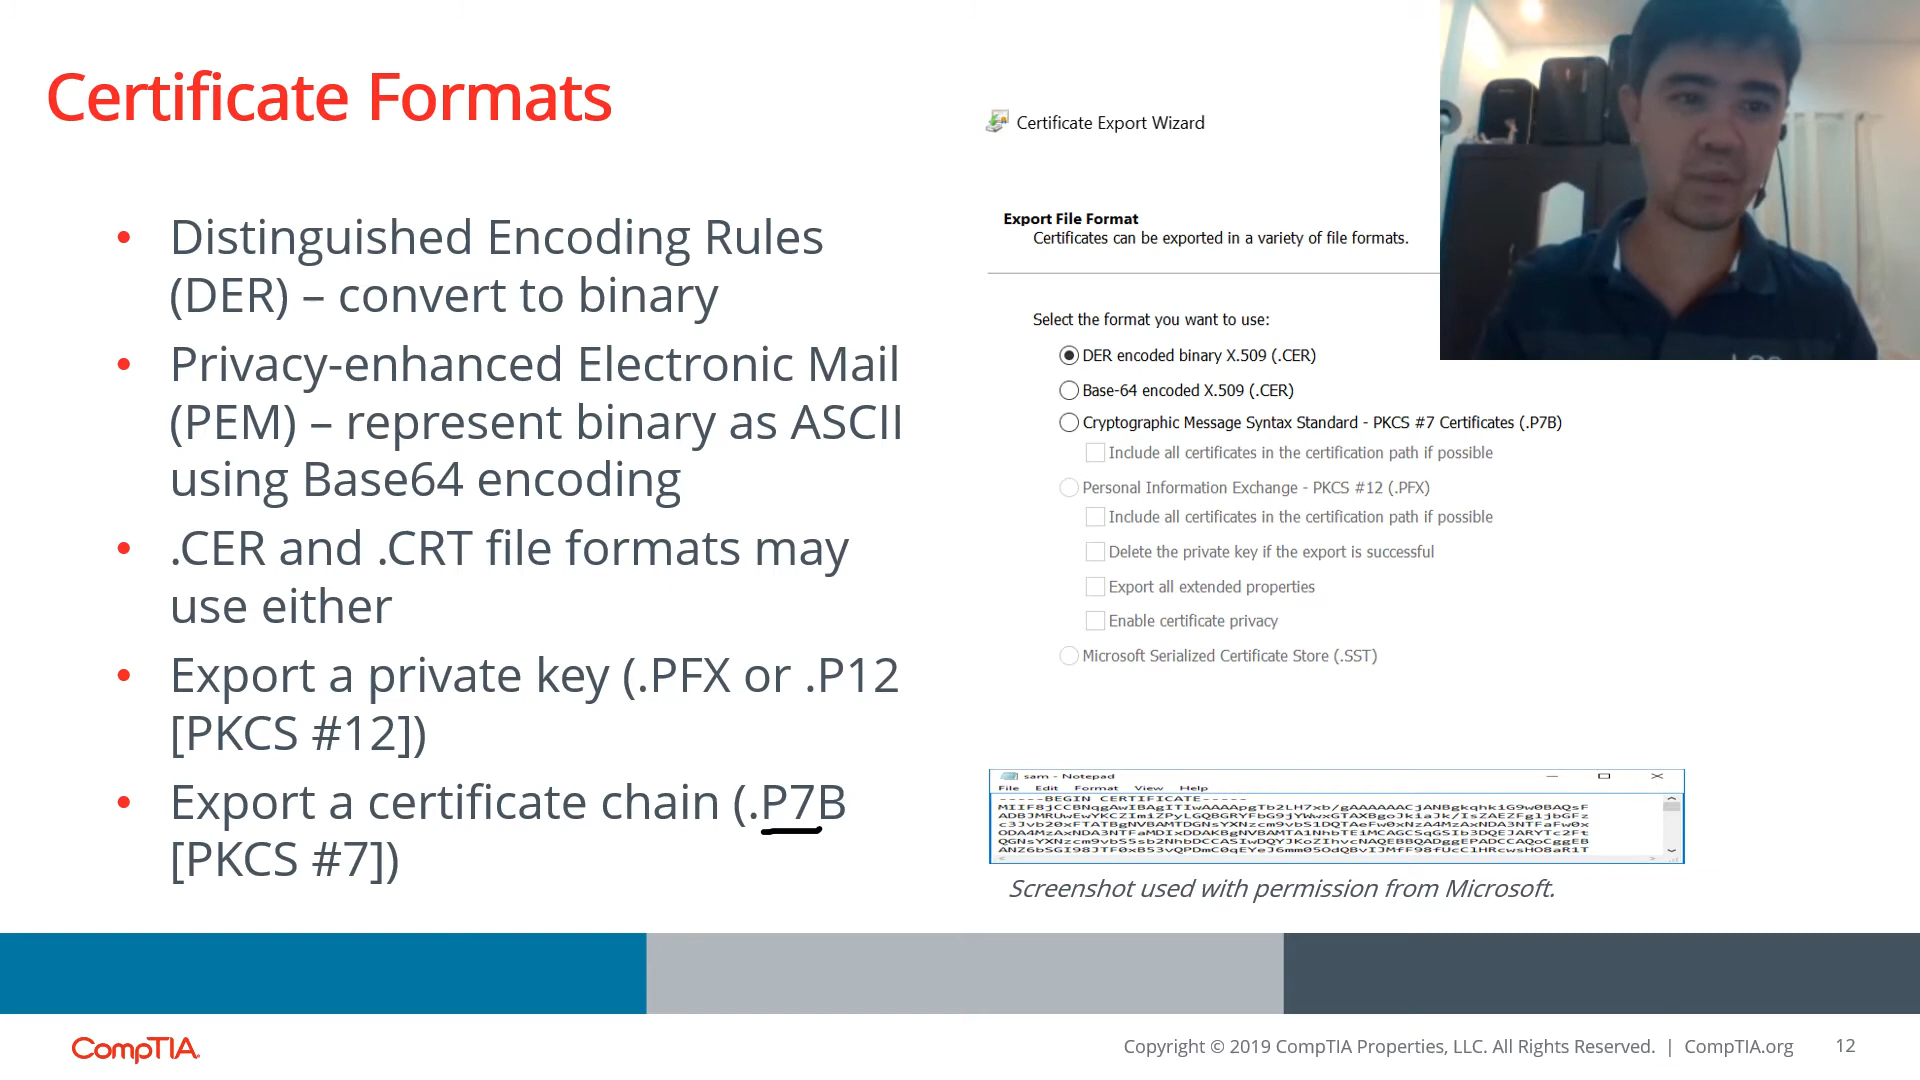 Certificate Formats
• Distinguished Encoding Rules
(DER) – convert to binary
• Privacy-enhanced Electronic Mail
(PEM) – represent binary as ASCII
using Base64 encoding
• .CER and .CRT file formats may
use either
• Export a private key (.PFX or .P12
[PKCS #12])
• Export a certificate chain (.P7B
[PKCS #7])
Certificate Export Wizard
Export File Format
Certificates can be exported in a variety of file formats.
Select the format you want to use:
DER encoded binary X.509 (.CER)
Base-64 encoded X.509 (.CER)
Cryptographic Message Syntax Standard - PKCS #7 Certificates (.P7B)
Include all certificates in the certification path if possible
Personal Information Exchange - PKCS #12 (.PFX)
Include all certificates in the certification path if possible
Delete the private key if the export is successful
Export all extended properties
Enable certificate privacy
Microsoft Serialized Certificate Store (.SST)
sam - Notepad
File Edit Format View Help
-----BEGIN CERTIFICATE-----
Screenshot used with permission from Microsoft.
CompTIA
Copyright © 2019 CompTIA Properties, LLC. All Rights Reserved. | CompTIA.org 12